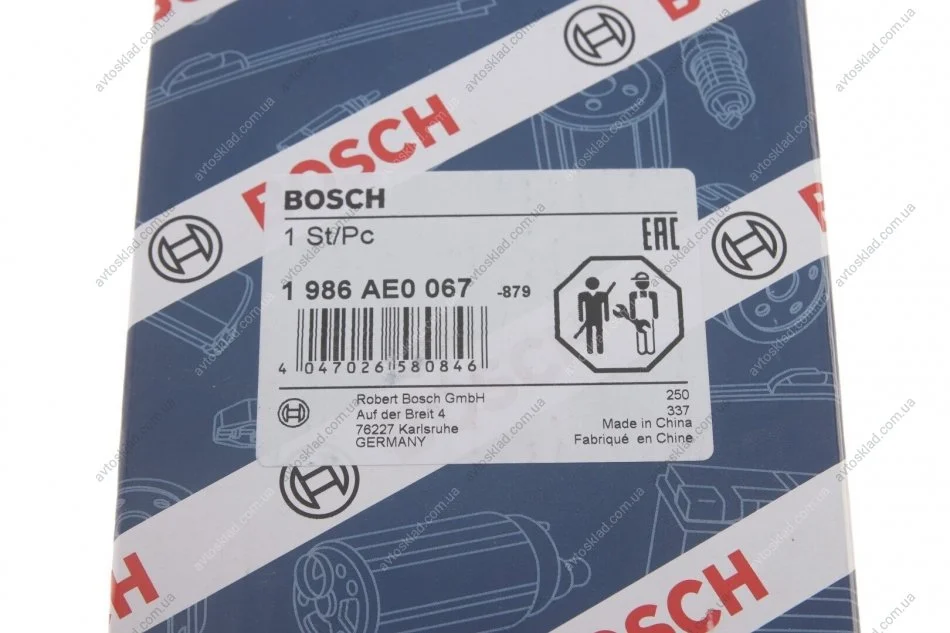 BOSCH
BOSCH
1 St/Pc
EAC
1 986 AE0 067 -879
4 047026 580846
Robert Bosch GmbH
Auf der Breit 4
76227 Karlsruhe
GERMANY
250
337
Made in China
Fabriqué en Chine
BOSCH
H
avtosklad.com.ua